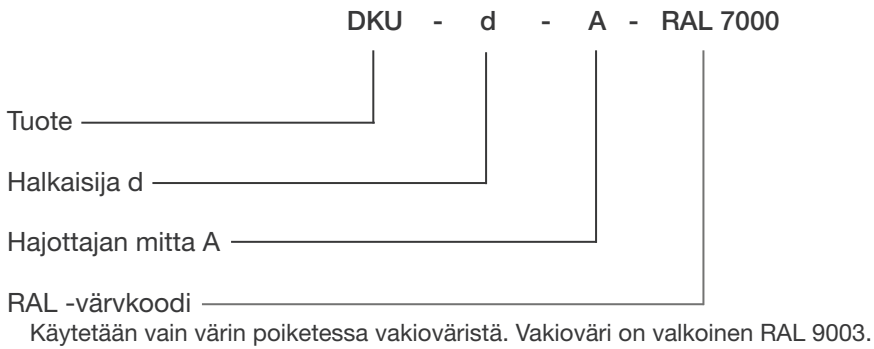 DKU - d - A - RAL 7000
Tuote
Halkaisija d
Hajottajan mitta A
RAL -värvkoodi
Käytetään vain värin poiketessa vakioväristä. Vakioväri on valkoinen RAL 9003.